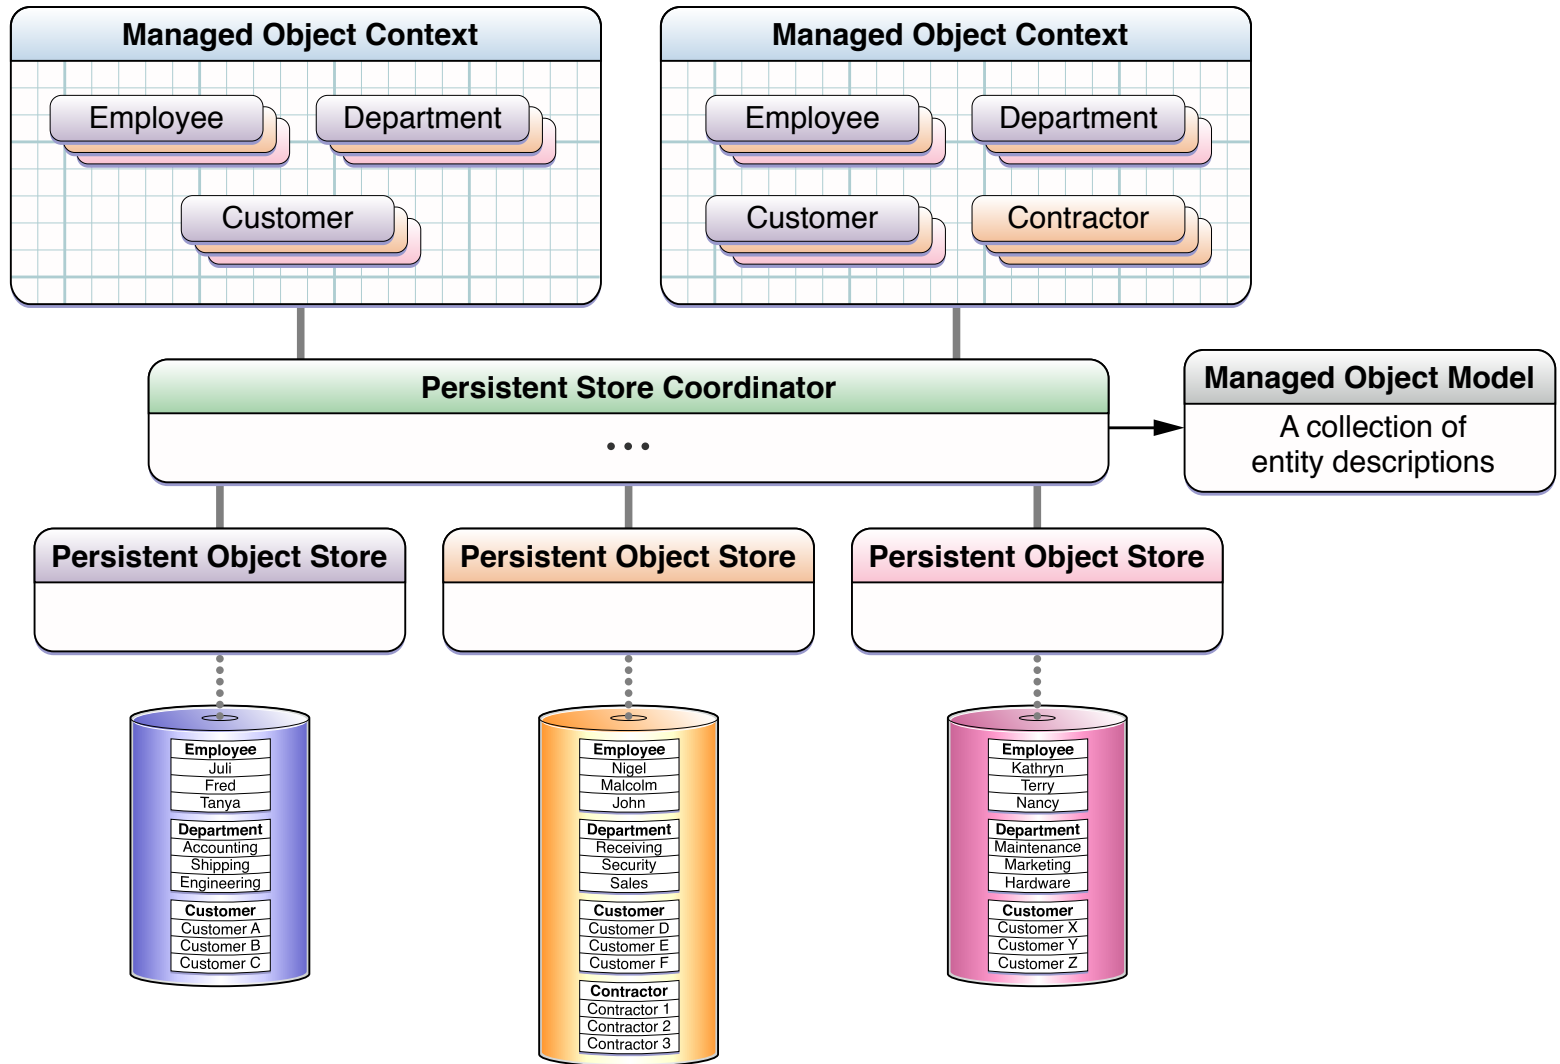 Managed Object Context
Employee
Department
Customer
Managed Object Context
Employee
Department
Customer
Contractor
Persistent Store Coordinator
...
Managed Object Model
A collection of
entity descriptions
Persistent Object Store
Persistent Object Store
Persistent Object Store
Employee
Juli
Fred
Tanya
Department
Accounting
Shipping
Engineering
Customer
Customer A
Customer B
Customer C
Employee
Nigel
Malcolm
John
Department
Receiving
Security
Sales
Customer
Customer D
Customer E
Customer F
Contractor
Contractor 1
Contractor 2
Contractor 3
Employee
Kathryn
Terry
Nancy
Department
Maintenance
Marketing
Hardware
Customer
Customer X
Customer Y
Customer Z